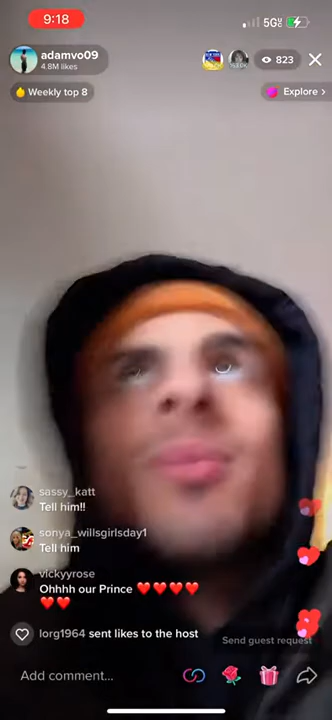 9:18
5G
adamvo09
4.8M likes
823
Weekly top 8
Explore
sassy_katt
Tell him!!
sonya_willsgirlsday1
Tell him
vickyyrose
Ohhhh our Prince ❤️❤️❤️❤️
❤️❤️
lorg1964 sent likes to the host
Send guest request
Add comment...